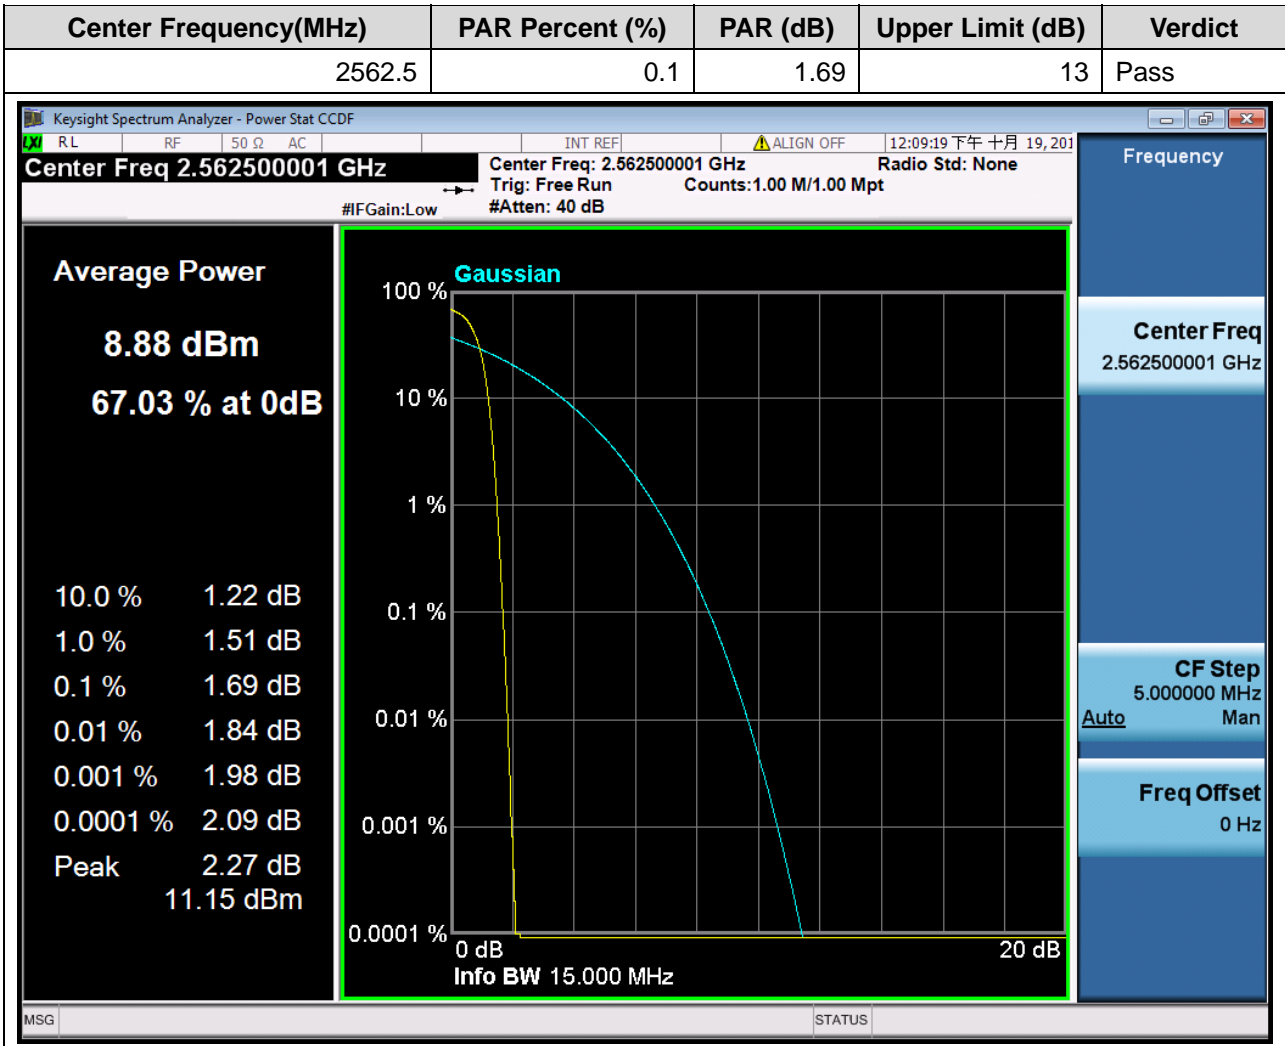 Center Frequency(MHz) PAR Percent (%) PAR (dB) Upper Limit (dB) Verdict
2562.5 0.1 1.69 13 Pass
Keysight Spectrum Analyzer - Power Stat CCDF
LXI RL RF 50 Ω AC INT REF ALIGN OFF 12:09:19 下午 十月 19, 201
Center Freq 2.562500001 GHz
Center Freq: 2.562500001 GHz Radio Std: None
Trig: Free Run Counts:1.00 M/1.00 Mpt
#IFGain:Low #Atten: 40 dB
Frequency
Average Power
8.88 dBm
67.03 % at 0dB
10.0 % 1.22 dB
1.0 % 1.51 dB
0.1 % 1.69 dB
0.01 % 1.84 dB
0.001 % 1.98 dB
0.0001 % 2.09 dB
Peak 2.27 dB
11.15 dBm
Gaussian
100 %
10 %
1 %
0.1 %
0.01 %
0.001 %
0.0001 %
0 dB 20 dB
Info BW 15.000 MHz
Center Freq
2.562500001 GHz
CF Step
5.000000 MHz
Auto Man
Freq Offset
0 Hz
MSG STATUS